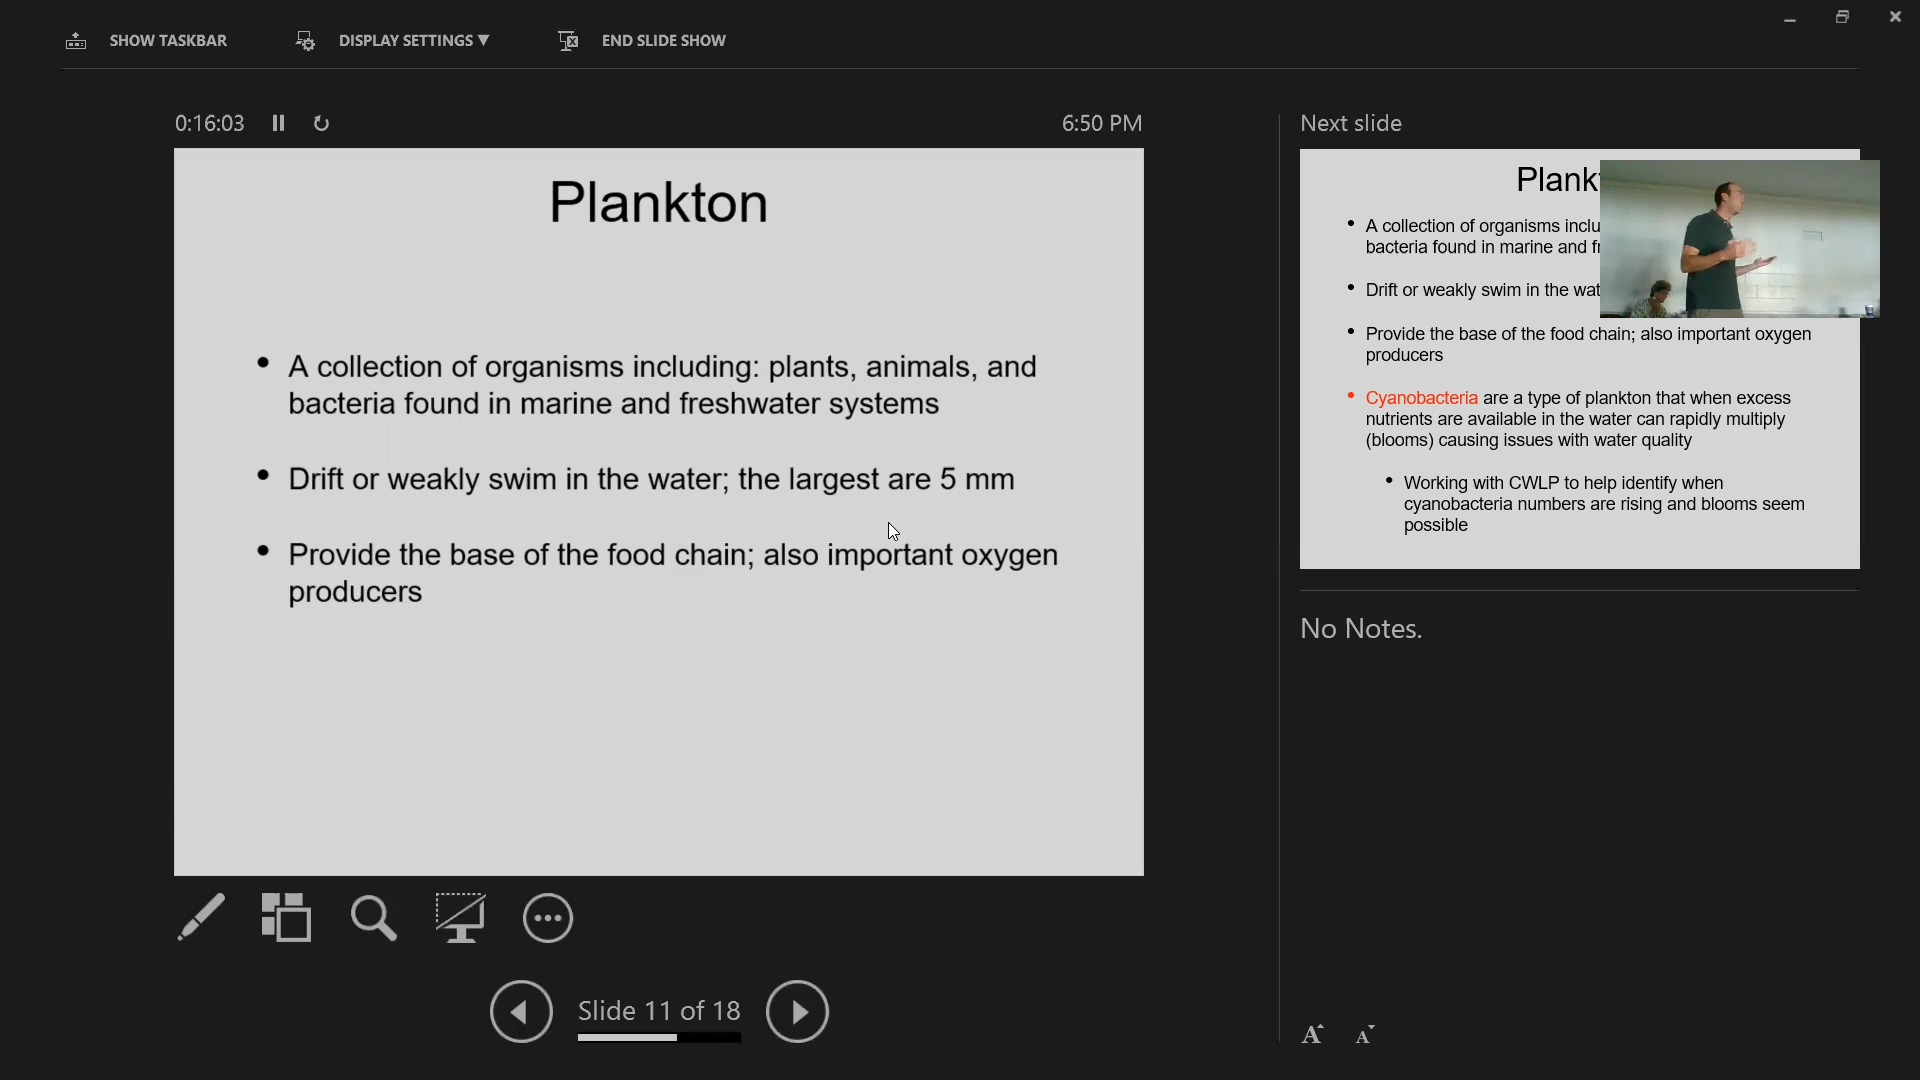 SHOW TASKBAR
DISPLAY SETTINGS ▼
END SLIDE SHOW
0:16:03
6:50 PM
Plankton
• A collection of organisms including: plants, animals, and
bacteria found in marine and freshwater systems
• Drift or weakly swim in the water; the largest are 5 mm
• Provide the base of the food chain; also important oxygen
producers
Slide 11 of 18
Next slide
Plankt
• A collection of organisms inclu
bacteria found in marine and fr
• Drift or weakly swim in the wat
• Provide the base of the food chain; also important oxygen
producers
• Cyanobacteria are a type of plankton that when excess
nutrients are available in the water can rapidly multiply
(blooms) causing issues with water quality
• Working with CWLP to help identify when
cyanobacteria numbers are rising and blooms seem
possible
No Notes.
A A